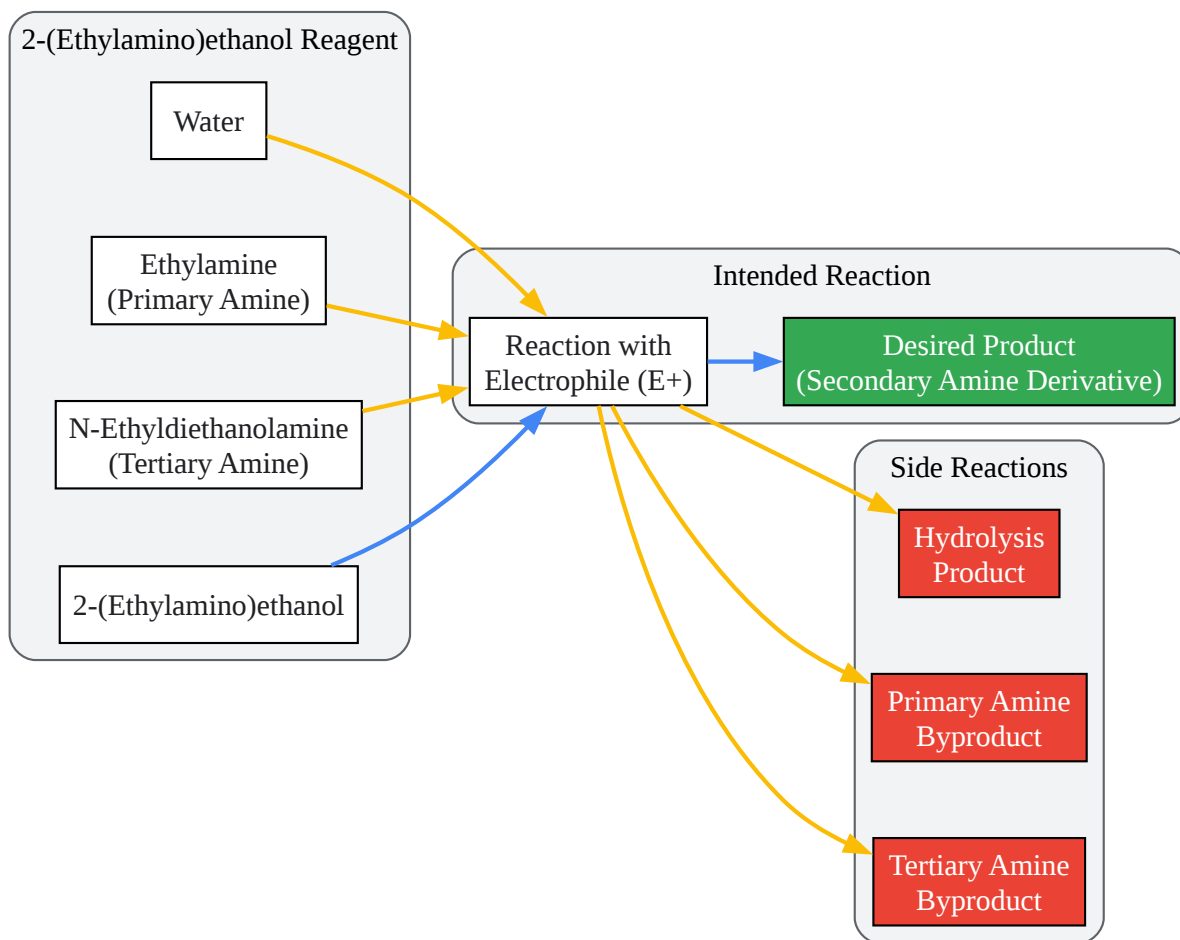 2-(Ethylamino)ethanol Reagent
Water
Ethylamine
(Primary Amine)
N-Ethyldiethanolamine
(Tertiary Amine)
2-(Ethylamino)ethanol
Intended Reaction
Reaction with
Electrophile (E+)
Desired Product
(Secondary Amine Derivative)
Side Reactions
Hydrolysis
Product
Primary Amine
Byproduct
Tertiary Amine
Byproduct